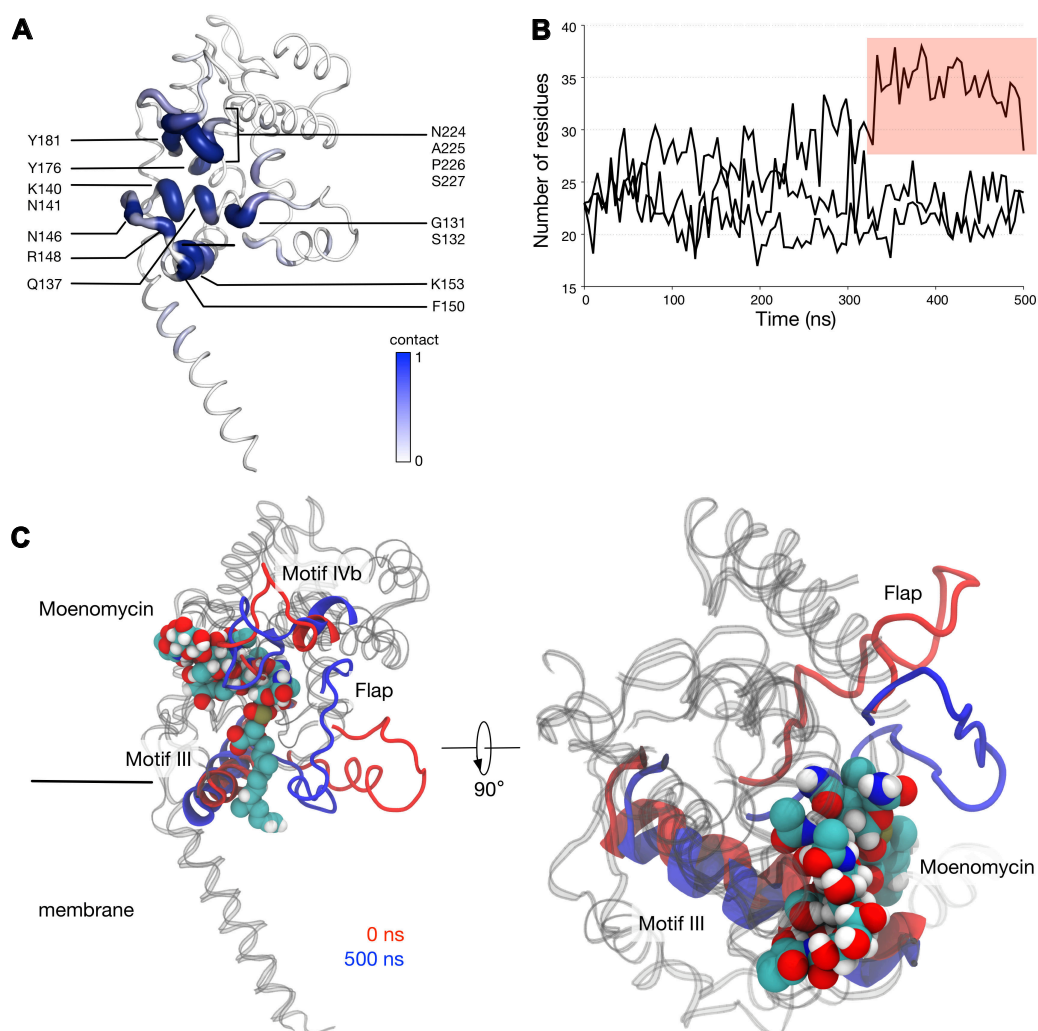 A
Y181
Y176
K140
N141
N146
R148
Q137
N224
A225
P226
S227
G131
S132
K153
F150
contact
1
0
B
Number of residues
40
35
30
25
20
15
0
100
200
300
400
500
Time (ns)
C
Motif IVb
Moenomycin
Flap
Motif III
membrane
0 ns
500 ns
90°
Flap
Moenomycin
Motif III